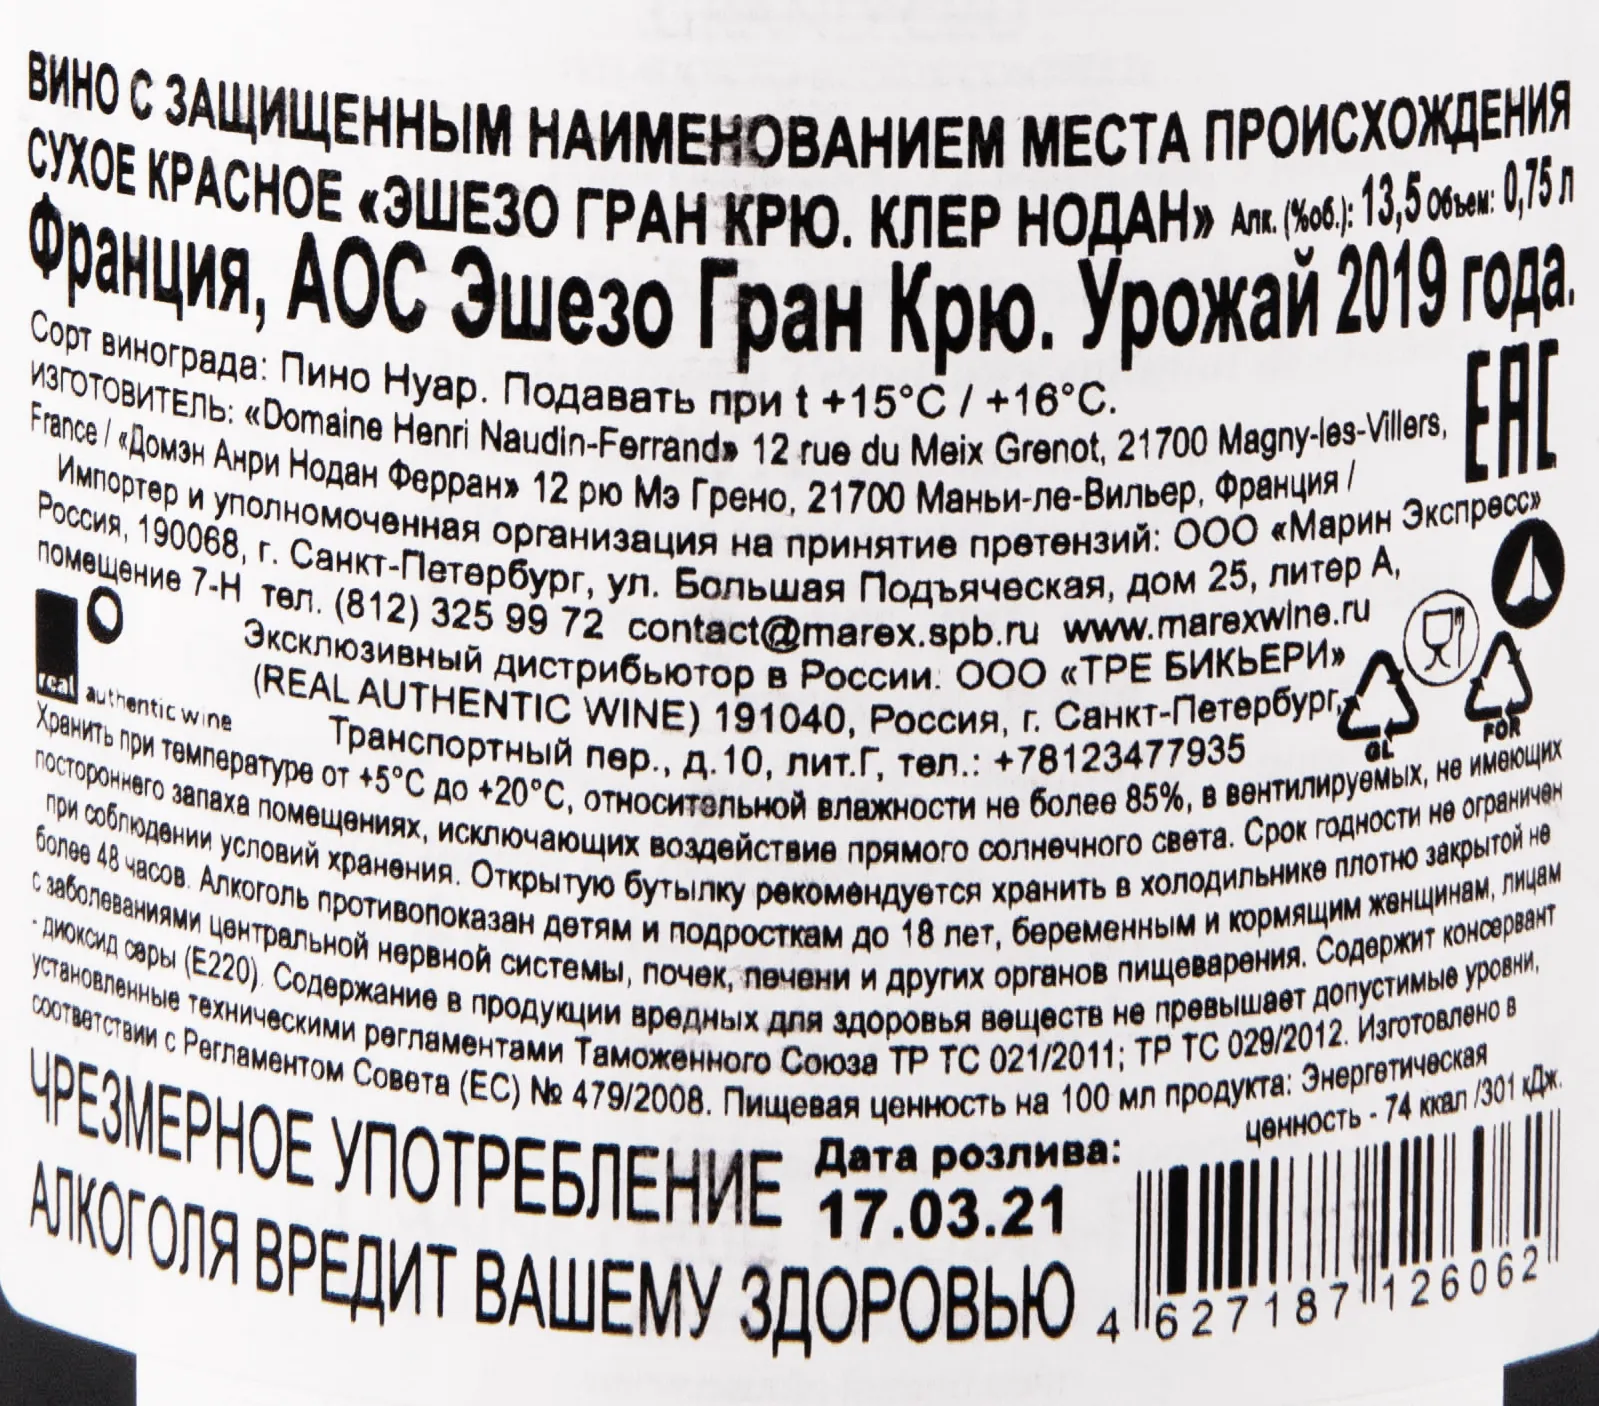 ВИНО С ЗАЩИЩЕННЫМ НАИМЕНОВАНИЕМ МЕСТА ПРОИСХОЖДЕНИЯ
СУХОЕ КРАСНОЕ «ЭШЕЗО ГРАН КРЮ. КЛЕР НОДАН» Алк. (%об.): 13,5 Объем: 0,75 л
Франция, АОС Эшезо Гран Крю. Урожай 2019 года.
Сорт винограда: Пино Нуар. Подавать при t +15°C / +16°C.
ИЗГОТОВИТЕЛЬ: «Domaine Henri Naudin-Ferrand» 12 rue du Meix Grenot, 21700 Magny-les-Villers,
France / «Домэн Анри Нодан Ферран» 12 рю Мэ Грено, 21700 Маньи-ле-Вильер, Франция /
EAC
Импортер и уполномоченная организация на принятие претензий: ООО «Марин Экспресс»
Россия, 190068, г. Санкт-Петербург, ул. Большая Подъяческая, дом 25, литер А,
помещение 7-Н тел. (812) 325 99 72 contact@marex.spb.ru www.marexwine.ru
Эксклюзивный дистрибьютор в России: ООО «ТРЕ БИКЬЕРИ»
(REAL AUTHENTIC WINE) 191040, Россия, г. Санкт-Петербург,
Транспортный пер., д.10, лит.Г, тел.: +78123477935
real authentic wine
GL
FOR
Хранить при температуре от +5°C до +20°C, относительной влажности не более 85%, в вентилируемых, не имеющих
постороннего запаха помещениях, исключающих воздействие прямого солнечного света. Срок годности не ограничен
при соблюдении условий хранения. Открытую бутылку рекомендуется хранить в холодильнике плотно закрытой не
более 48 часов. Алкоголь противопоказан детям и подросткам до 18 лет, беременным и кормящим женщинам, лицам
с заболеваниями центральной нервной системы, почек, печени и других органов пищеварения. Содержит консервант
- диоксид серы (Е220). Содержание в продукции вредных для здоровья веществ не превышает допустимые уровни,
установленные техническими регламентами Таможенного Союза ТР ТС 021/2011; ТР ТС 029/2012. Изготовлено в
соответствии с Регламентом Совета (ЕС) № 479/2008. Пищевая ценность на 100 мл продукта: Энергетическая
ценность - 74 ккал /301 кДж.
ЧРЕЗМЕРНОЕ УПОТРЕБЛЕНИЕ
АЛКОГОЛЯ ВРЕДИТ ВАШЕМУ ЗДОРОВЬЮ
Дата розлива:
17.03.21
4 627187 126062